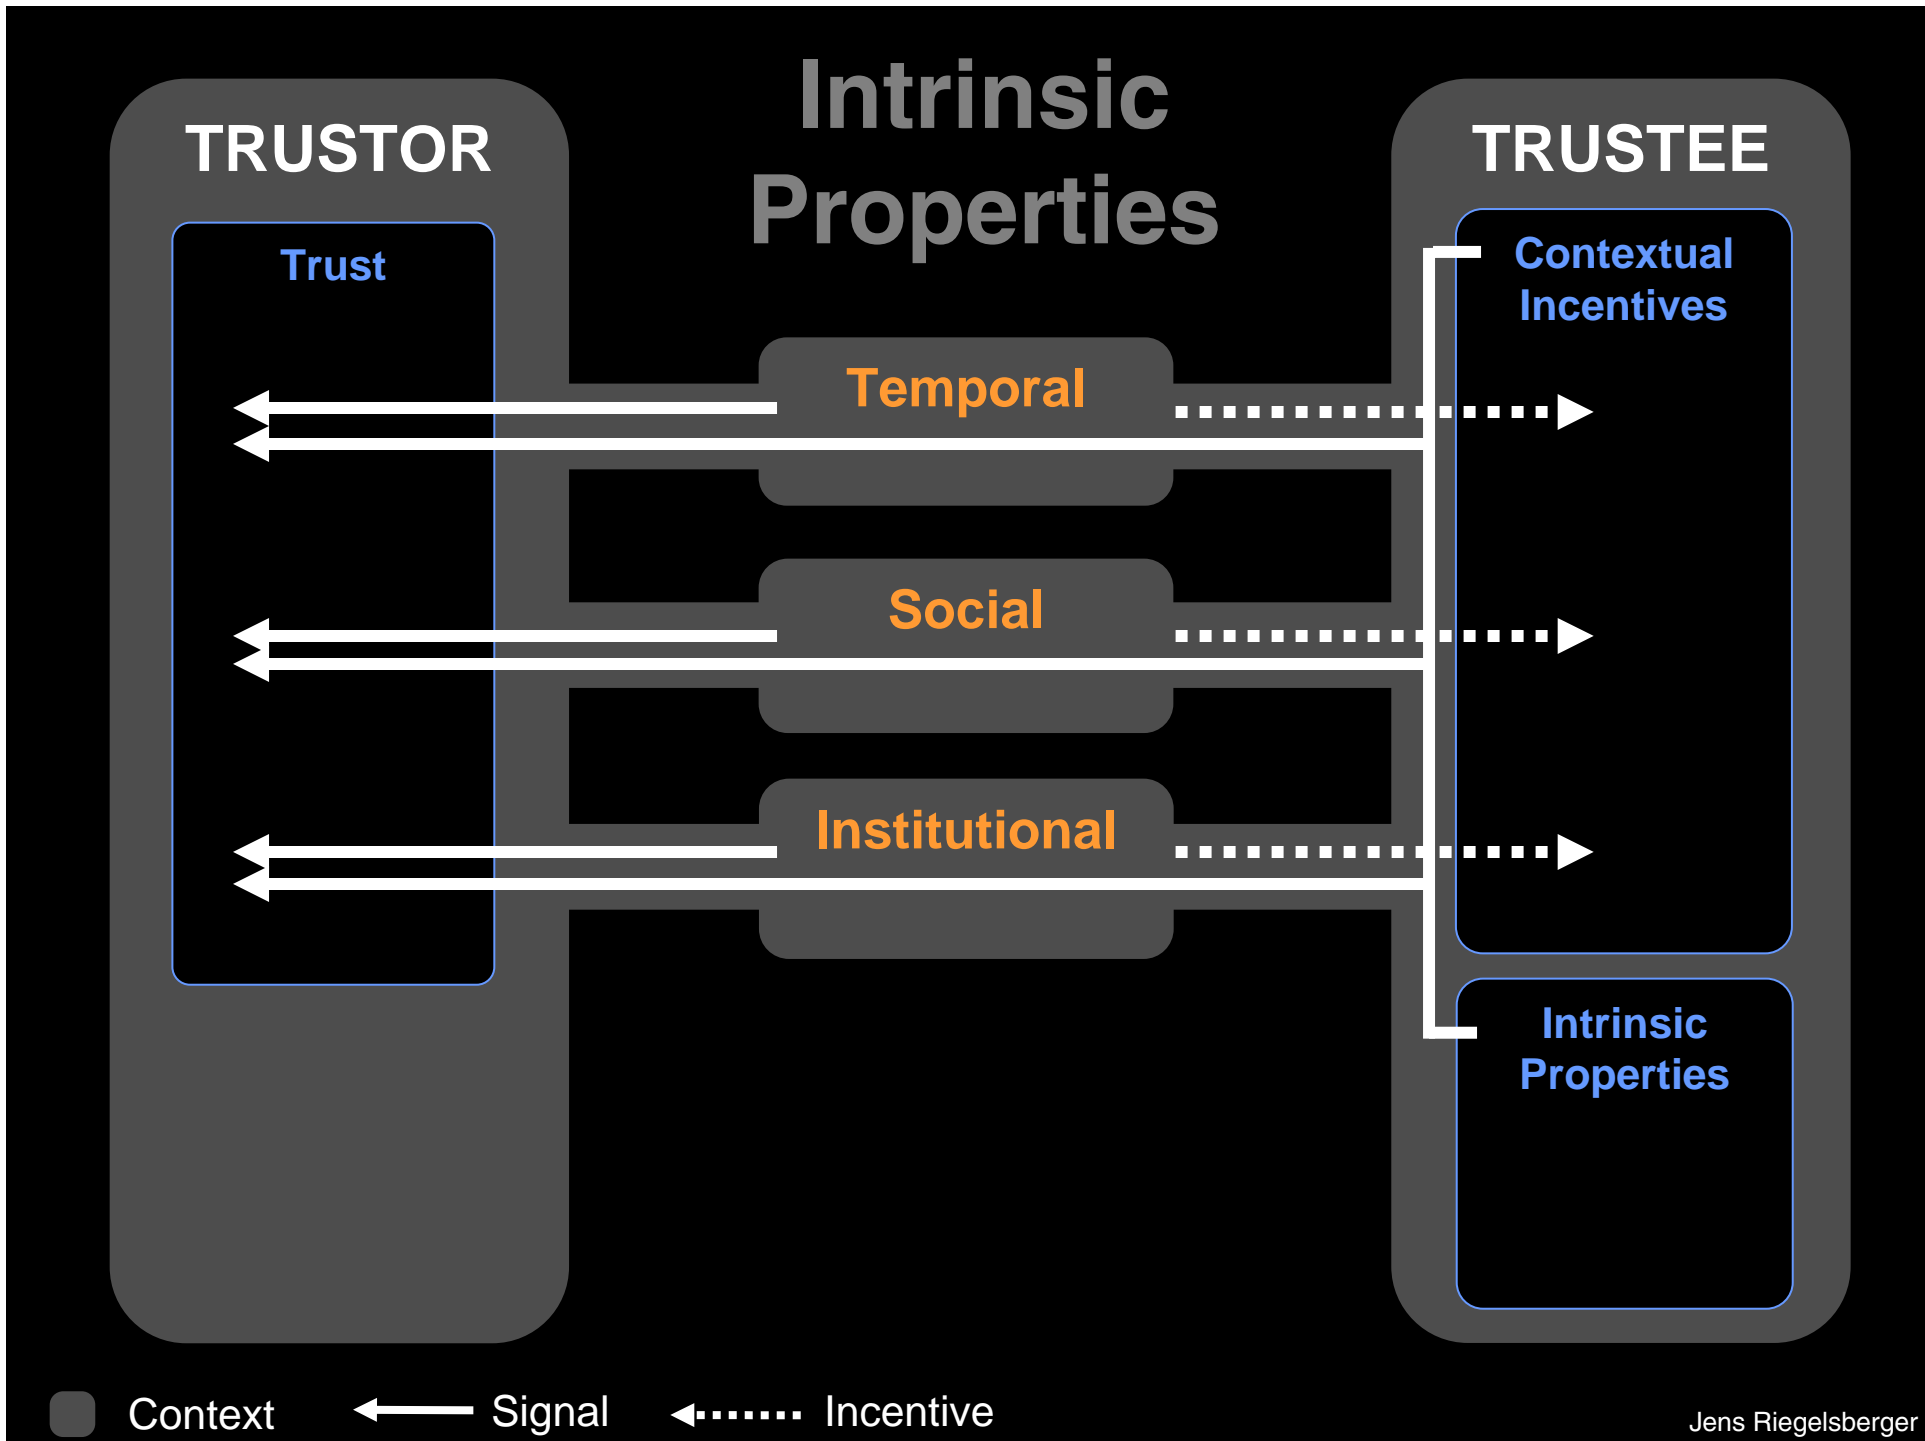 Intrinsic
Properties
TRUSTOR
TRUSTEE
Trust
Contextual
Incentives
Temporal
Social
Institutional
Intrinsic
Properties
Context
Signal
Incentive
Jens Riegelsberger